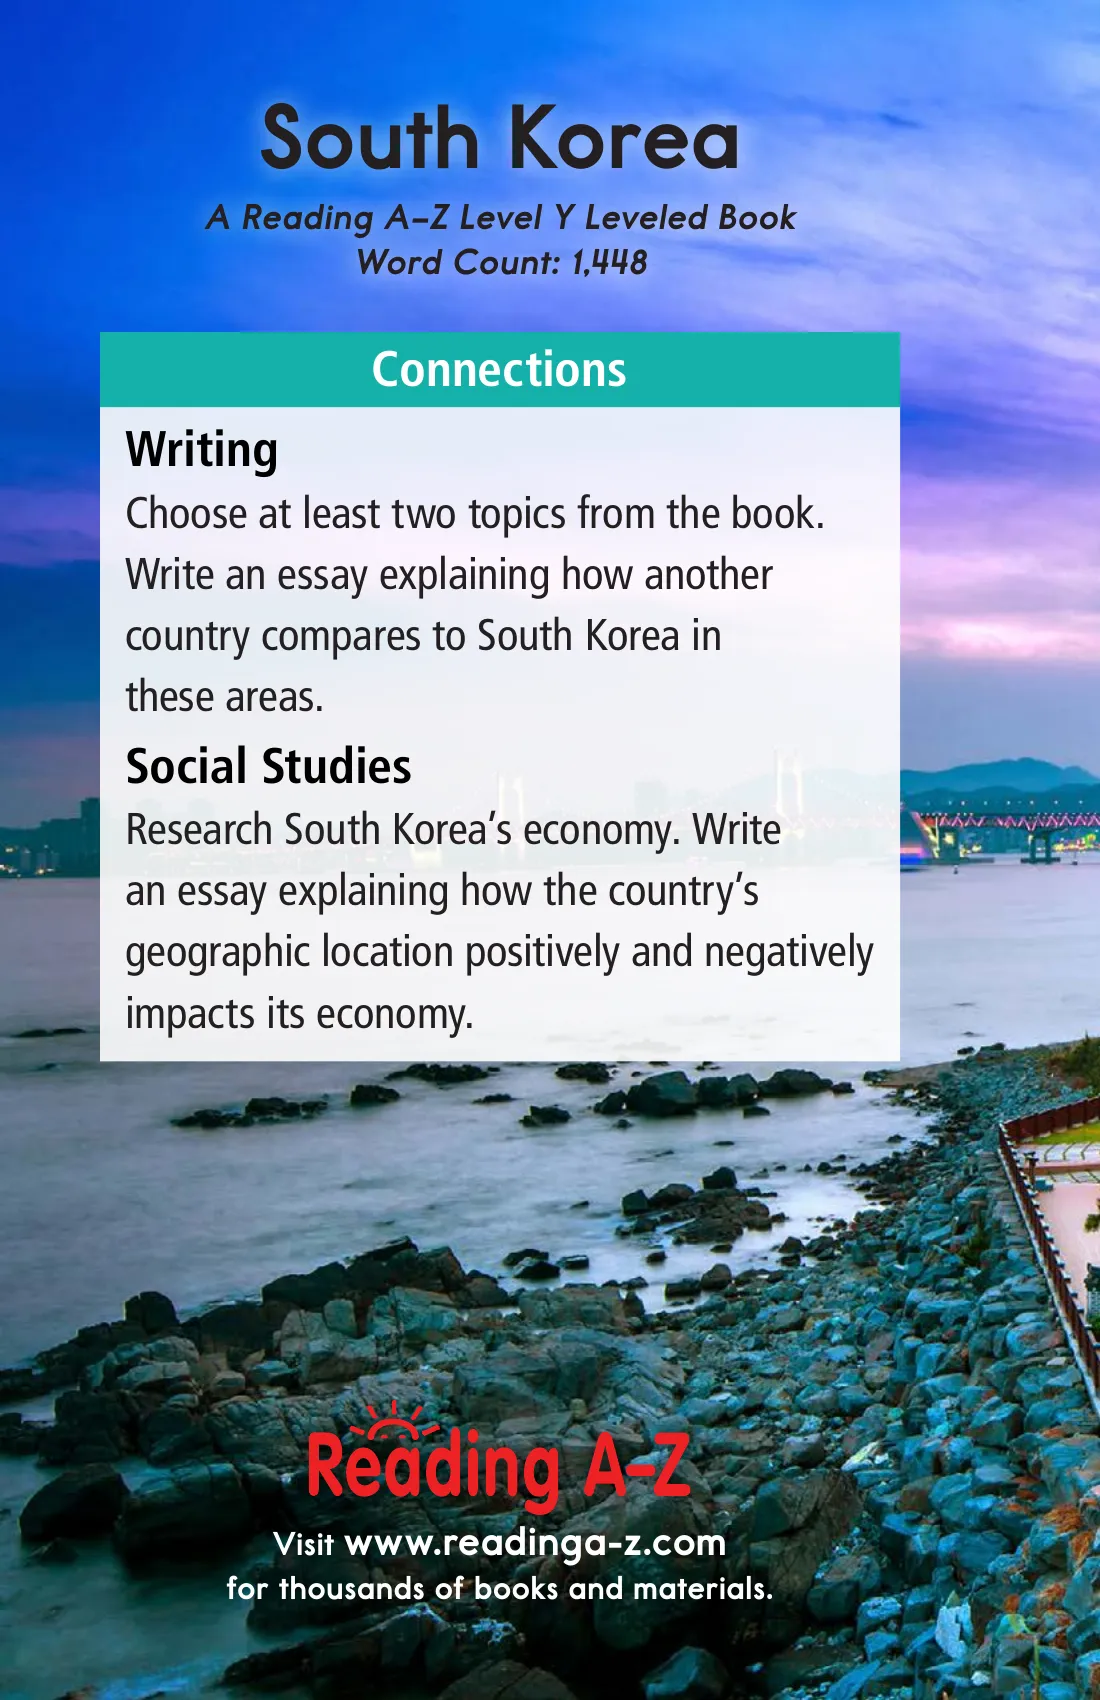 South Korea
A Reading A–Z Level Y Leveled Book
Word Count: 1,448
Connections
Writing
Choose at least two topics from the book.
Write an essay explaining how another
country compares to South Korea in
these areas.
Social Studies
Research South Korea’s economy. Write
an essay explaining how the country’s
geographic location positively and negatively
impacts its economy.
Reading A–Z
Visit www.readinga-z.com
for thousands of books and materials.